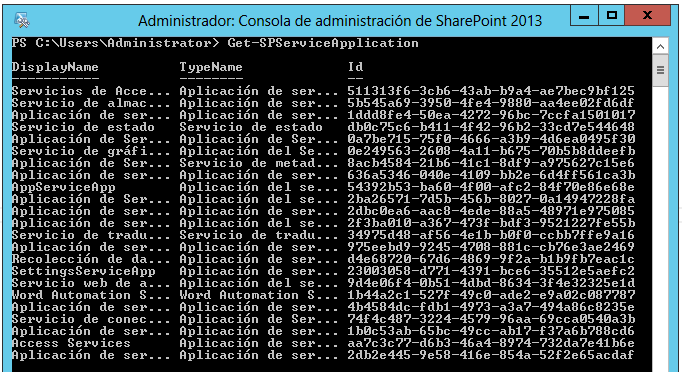 Administrador: Consola de administración de SharePoint 2013
PS C:\Users\Administrator> Get-SPServiceApplication
DisplayName TypeName Id
----------- -------- --
Servicios de Acce... Aplicación de ser... 511313f6-3cb6-43ab-b9a4-ae7bec9bf125
Servicio de almac... Aplicación de ser... 5b545a69-3950-4fe4-9880-aa4ee02fd6df
Aplicación de ser... Aplicación de ser... 1ddd8fe4-50ea-4272-96bc-7ccfa1501017
Servicio de estado Servicio de estado db0c75c6-b411-4f42-96b2-33cd7e544648
Aplicación de Ser... Aplicación de Ser... 0a7be715-75f0-4666-a3b9-4d6ea0495f30
Servicio de gráfi... Aplicación del Se... 0e249563-2608-4a11-b675-70b5b8ddeefb
Aplicación de Ser... Servicio de metad... 8acb4584-21b6-41c1-8df9-a975627c15e6
Aplicación de ser... Aplicación de ser... 636a5346-040e-4109-bb2e-6d4ff561ca3b
AppServiceApp Aplicación del se... 54392b53-ba60-4f00-afc2-84f70e86e68e
Aplicación de Ser... Aplicación del se... 2ba26571-7d5b-456b-8027-0a14947228fa
Aplicación de ser... Aplicación de ser... 2dbc0ea6-aac8-4ede-88a5-48971e975085
Aplicación de ser... Aplicación del se... 2f3ba010-a367-473f-bdf3-9521227fe55b
Servicio de tradu... Servicio de tradu... 34975d48-af56-4e1b-b0f0-ccbb7ffe9a16
Aplicación de ser... Aplicación de ser... 975eebd9-9245-4708-881c-cb76e3ae2469
Recolección de da... Aplicación de ser... d4e68720-67d6-4869-9f2a-b1b9fb7eac1c
SettingsServiceApp Aplicación de ser... 23003058-d771-4391-bce6-35512e5aefc2
Servicio web de a... Aplicación del se... 9d4e06f4-0b51-4dbd-8634-3f4e32325e1d
Word Automation S... Word Automation S... 1b44a2c1-527f-49c0-ade2-e9a02c087787
Aplicación de ser... Aplicación de ser... 4b4584dc-fdb1-4973-a3a7-494a86c8235e
Servicio de conec... Aplicación de Ser... 74f4c487-3224-4579-96aa-69cca0540a3b
Aplicación de ser... Aplicación de ser... 1b0c53ab-65bc-49cc-ab17-f37a6b788cd6
Access Services Aplicación de ser... aa7c3c77-d6b3-46a4-8974-732da7e41b6e
Aplicación de ser... Aplicación de ser... 2db2e445-9e58-416e-854a-52f2e65acdaf